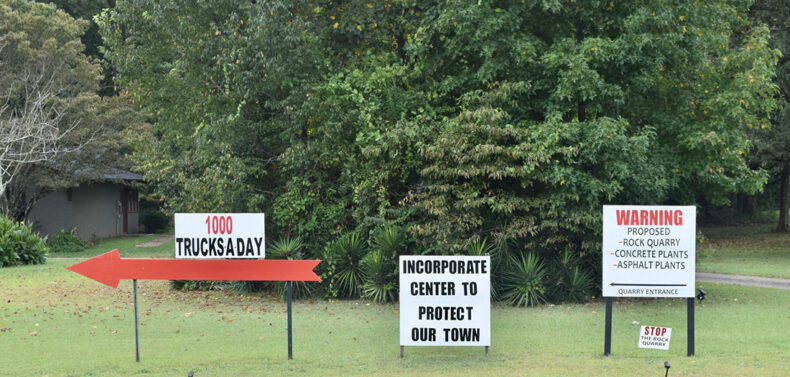 1000
TRUCKS-A-DAY
INCORPORATE
CENTER TO
PROTECT
OUR TOWN
WARNING
PROPOSED
-ROCK QUARRY
-CONCRETE PLANTS
-ASPHALT PLANTS
QUARRY ENTRANCE
STOP
THE ROCK
QUARRY